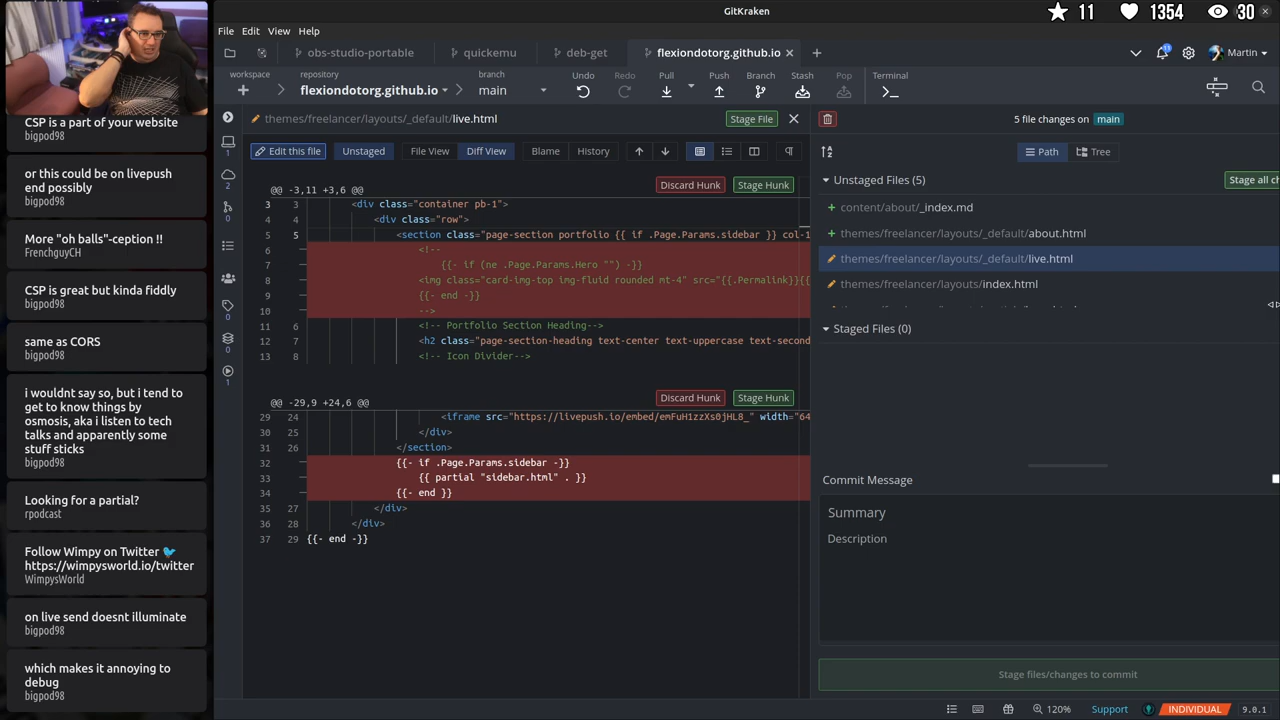 GitKraken
11
1354
30
File
Edit
View
Help
obs-studio-portable
quickemu
deb-get
flexiondotorg.github.io
11
Martin
workspace
repository
flexiondotorg.github.io
branch
main
Undo
Redo
Pull
Push
Branch
Stash
Pop
Terminal
CSP is a part of your website
bigpod98
or this could be on livepush
end possibly
bigpod98
More "oh balls"-ception !!
FrenchguyCH
CSP is great but kinda fiddly
bigpod98
same as CORS
bigpod98
i wouldnt say so, but i tend to
get to know things by
osmosis, aka i listen to tech
talks and apparently some
stuff sticks
bigpod98
Looking for a partial?
rpodcast
Follow Wimpy on Twitter 🐦
https://wimpysworld.io/twitter
WimpysWorld
on live send doesnt illuminate
bigpod98
which makes it annoying to
debug
bigpod98
1
2
0
0
0
1
themes/freelancer/layouts/_default/live.html
Stage File
Edit this file
Unstaged
File View
Diff View
Blame
History
@@ -3,11 +3,6 @@
Discard Hunk
Stage Hunk
3 3 <div class="container pb-1">
4 4 <div class="row">
5 5 <section class="page-section portfolio {{ if .Page.Params.sidebar }} col-1
6 — <!--
7 — {{- if (ne .Page.Params.Hero "") -}}
8 — <img class="card-img-top img-fluid rounded mt-4" src="{{.Permalink}}{{
9 — {{- end -}}
10 — -->
11 6 <!-- Portfolio Section Heading-->
12 7 <h2 class="page-section-heading text-center text-uppercase text-second
13 8 <!-- Icon Divider-->
@@ -29,9 +24,6 @@
Discard Hunk
Stage Hunk
29 24 <iframe src="https://livepush.io/embed/emFuH1zzXs0jHL8_" width="64
30 25 </div>
31 26 </section>
32 — {{- if .Page.Params.sidebar -}}
33 — {{ partial "sidebar.html" . }}
34 — {{- end }}
35 27 </div>
36 28 </div>
37 29 {{- end -}}
5 file changes on main
Path
Tree
Unstaged Files (5)
Stage all ch
content/about/_index.md
themes/freelancer/layouts/_default/about.html
themes/freelancer/layouts/_default/live.html
themes/freelancer/layouts/index.html
Staged Files (0)
Commit Message
Summary
Description
Stage files/changes to commit
120%
Support
INDIVIDUAL
9.0.1